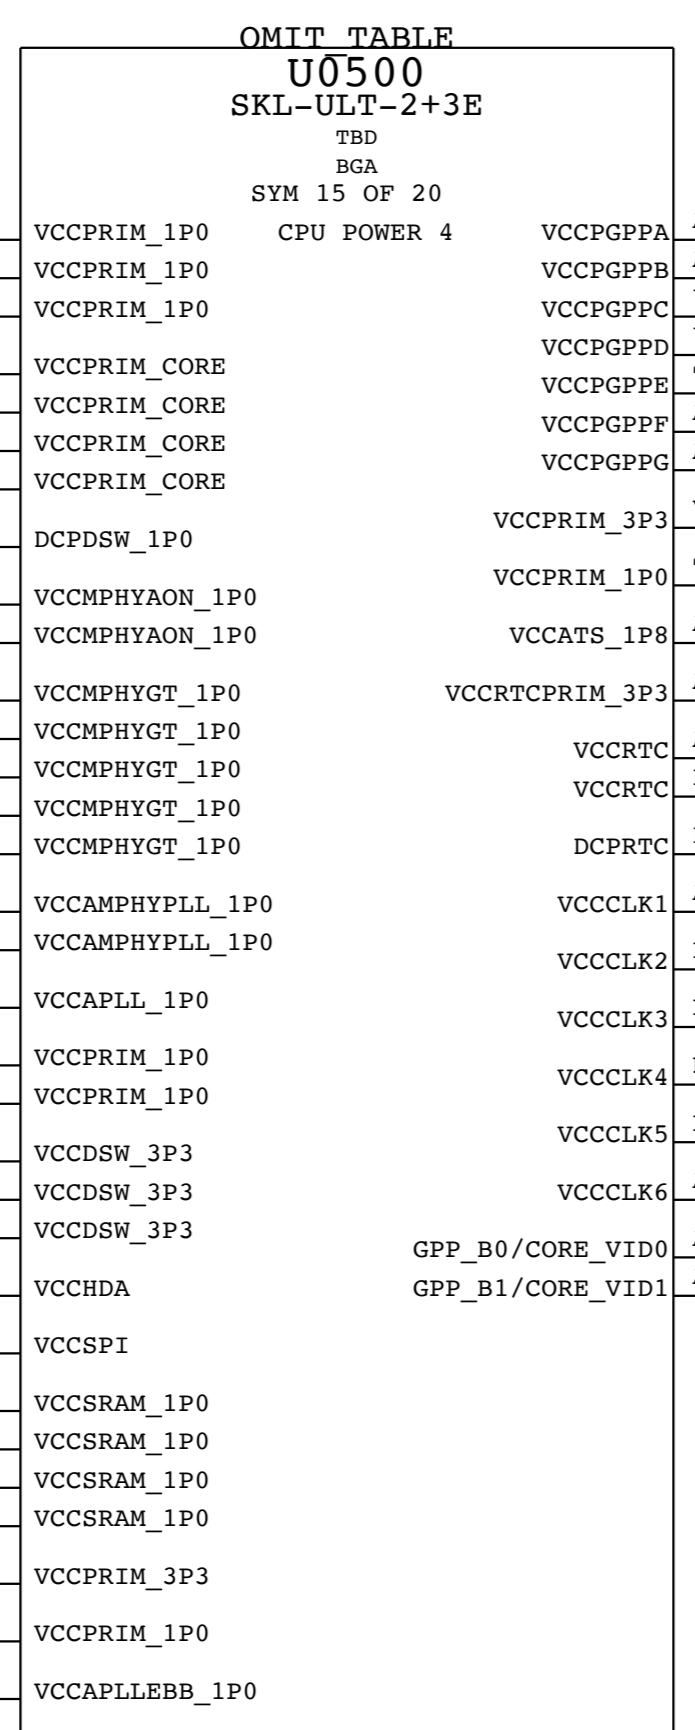 OMIT_TABLE
U0500
SKL-ULT-2+3E
TBD
BGA
SYM 15 OF 20
CPU POWER 4
VCCPRIM_1P0
VCCPRIM_1P0
VCCPRIM_1P0
VCCPRIM_CORE
VCCPRIM_CORE
VCCPRIM_CORE
VCCPRIM_CORE
DCPDSW_1P0
VCCMPHYAON_1P0
VCCMPHYAON_1P0
VCCMPHYGT_1P0
VCCMPHYGT_1P0
VCCMPHYGT_1P0
VCCMPHYGT_1P0
VCCMPHYGT_1P0
VCCAMPHYPLL_1P0
VCCAMPHYPLL_1P0
VCCAPLL_1P0
VCCPRIM_1P0
VCCPRIM_1P0
VCCDSW_3P3
VCCDSW_3P3
VCCDSW_3P3
VCCHDA
VCCSPI
VCCSRAM_1P0
VCCSRAM_1P0
VCCSRAM_1P0
VCCSRAM_1P0
VCCPRIM_3P3
VCCPRIM_1P0
VCCAPLLEBB_1P0
VCCPGPPA
VCCPGPPB
VCCPGPPC
VCCPGPPD
VCCPGPPE
VCCPGPPF
VCCPGPPG
VCCPRIM_3P3
VCCPRIM_1P0
VCCATS_1P8
VCCRTCPRIM_3P3
VCCRTC
VCCRTC
DCPRTC
VCCCLK1
VCCCLK2
VCCCLK3
VCCCLK4
VCCCLK5
VCCCLK6
GPP_B0/CORE_VID0
GPP_B1/CORE_VID1